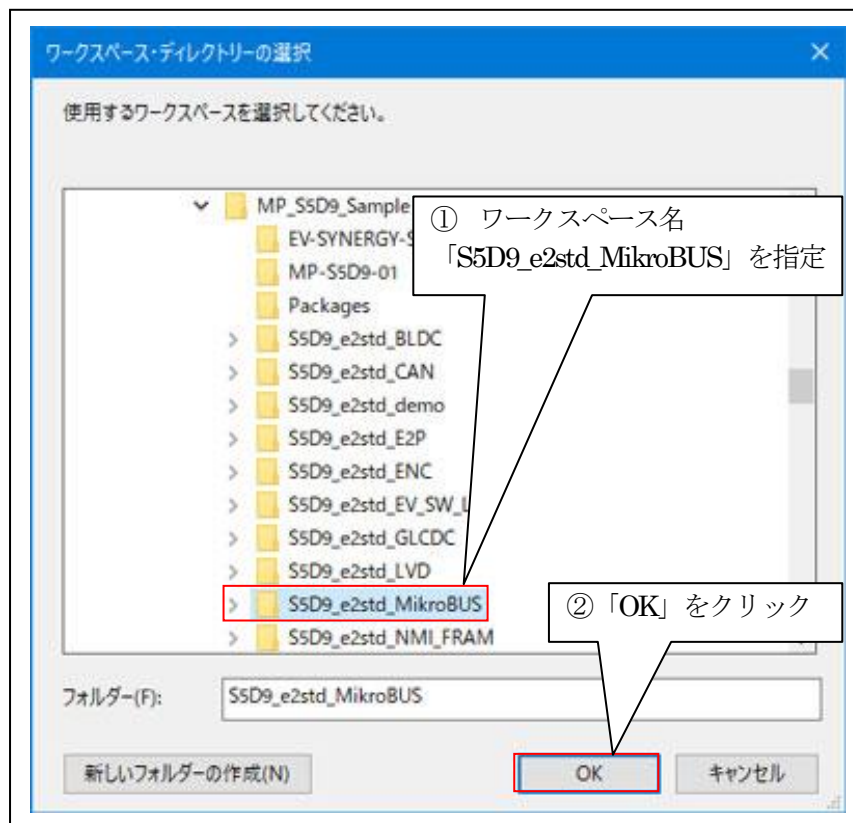 ワークスペース・ディレクトリーの選択
使用するワークスペースを選択してください。
MP_S5D9_Sample
EV-SYNERGY-S
MP-S5D9-01
Packages
① ワークスペース名
「S5D9_e2std_MikroBUS」を指定
S5D9_e2std_BLDC
S5D9_e2std_CAN
S5D9_e2std_demo
S5D9_e2std_E2P
S5D9_e2std_ENC
S5D9_e2std_EV_SW_L
S5D9_e2std_GLCDC
S5D9_e2std_LVD
S5D9_e2std_MikroBUS
②「OK」をクリック
S5D9_e2std_NMI_FRAM
フォルダー(F): S5D9_e2std_MikroBUS
新しいフォルダーの作成(N) OK キャンセル